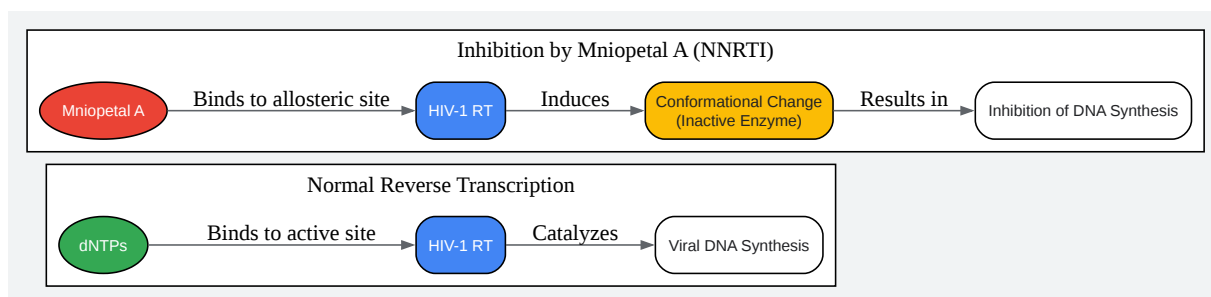 Inhibition by Mniopetal A (NNRTI)
Mniopetal A
Binds to allosteric site
HIV-1 RT
Induces
Conformational Change
(Inactive Enzyme)
Results in
Inhibition of DNA Synthesis
Normal Reverse Transcription
dNTPs
Binds to active site
HIV-1 RT
Catalyzes
Viral DNA Synthesis